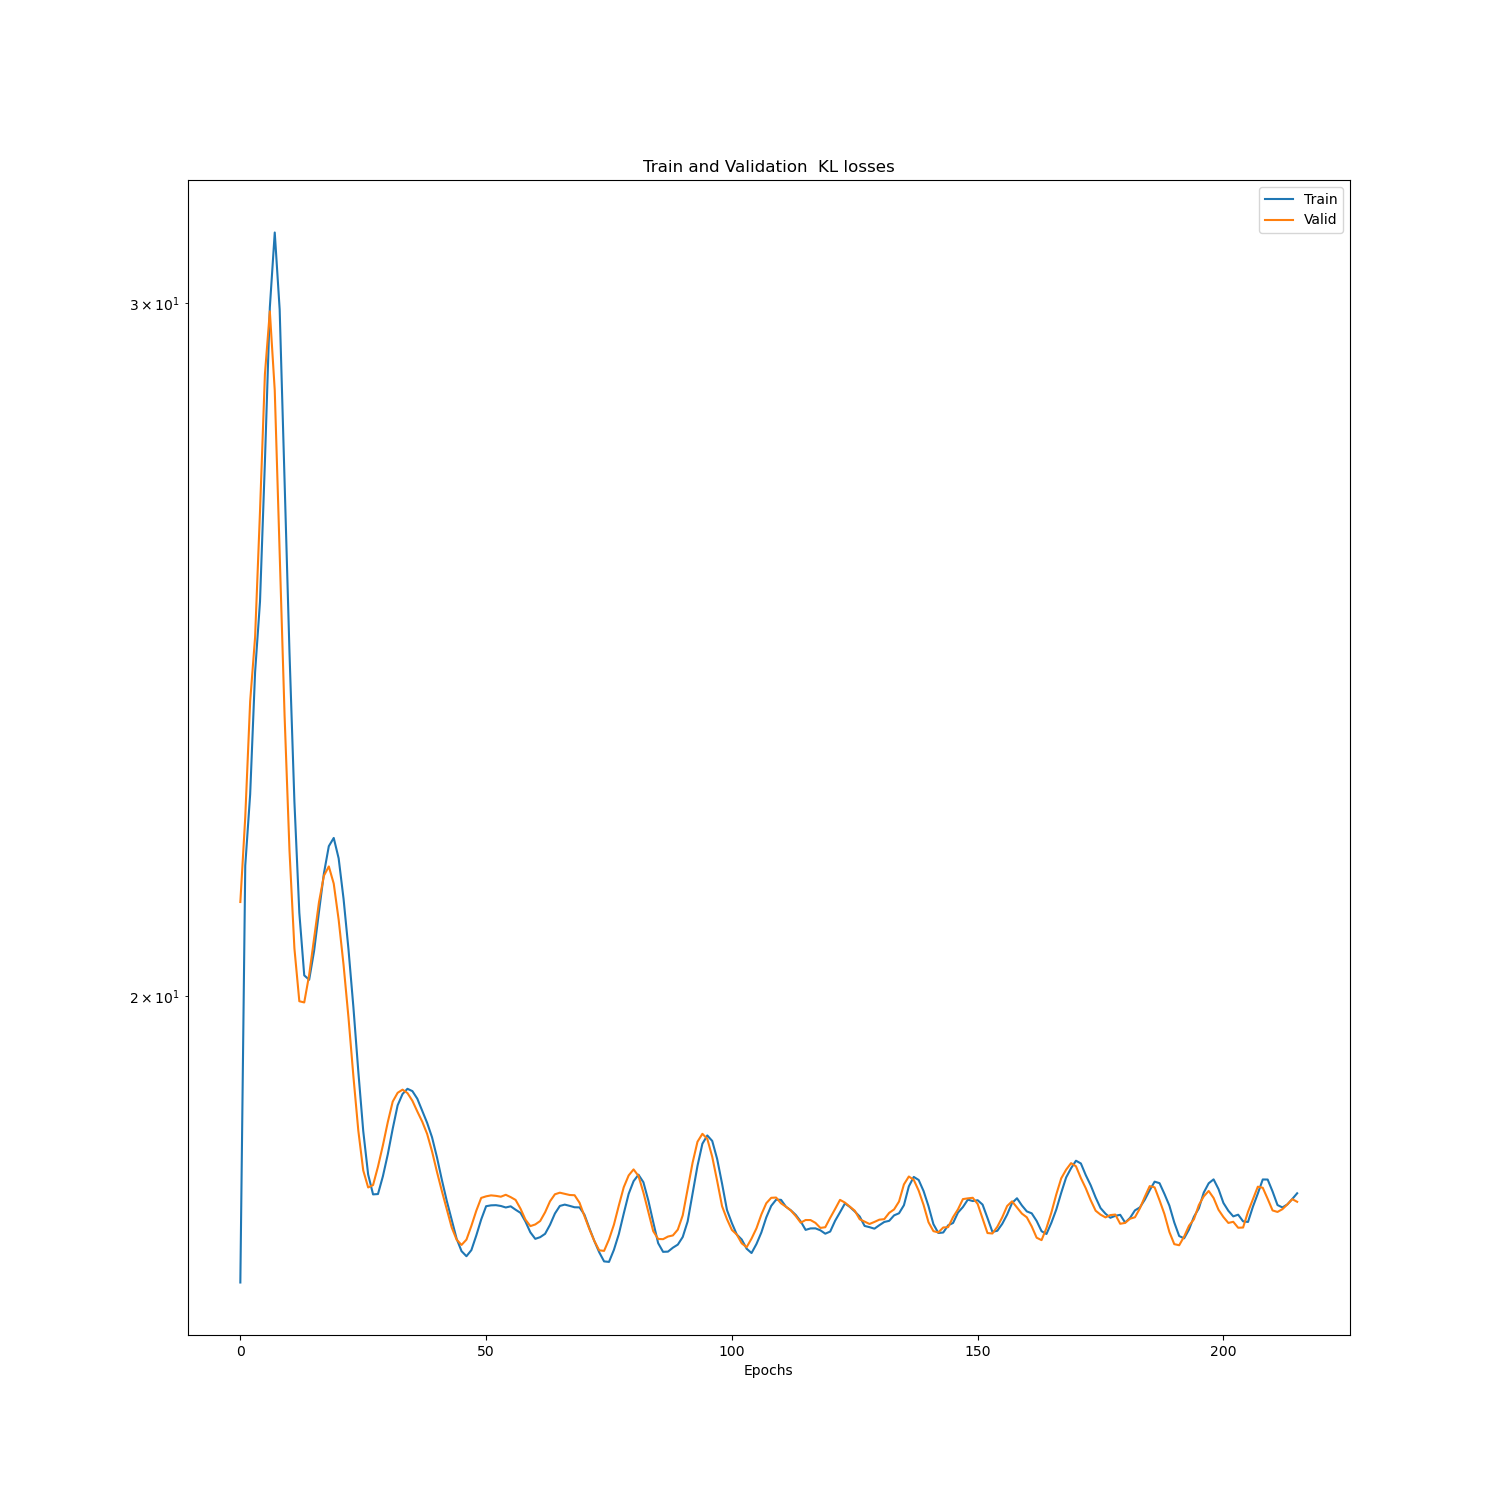 Train and Validation  KL losses
Train
Valid
3 × 10¹
2 × 10¹
0 50 100 150 200
Epochs